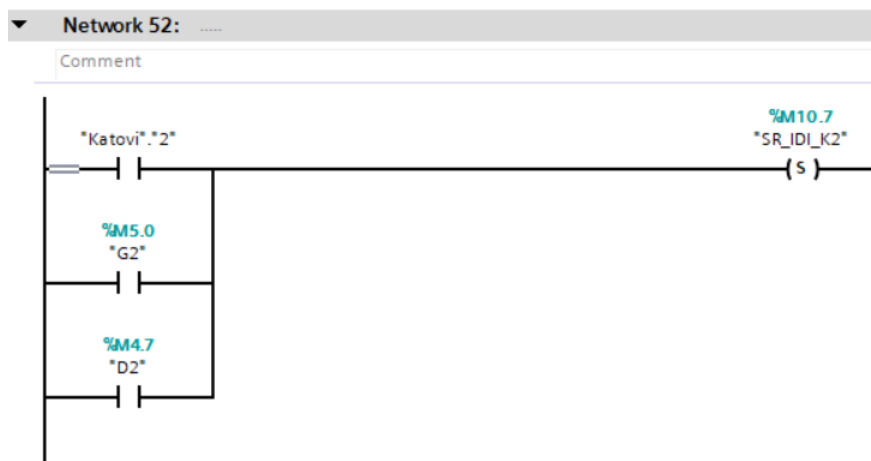 Network 52: .....
Comment
%M10.7
"Katovi"."2"
"SR_IDI_K2"
S
%M5.0
"G2"
%M4.7
"D2"